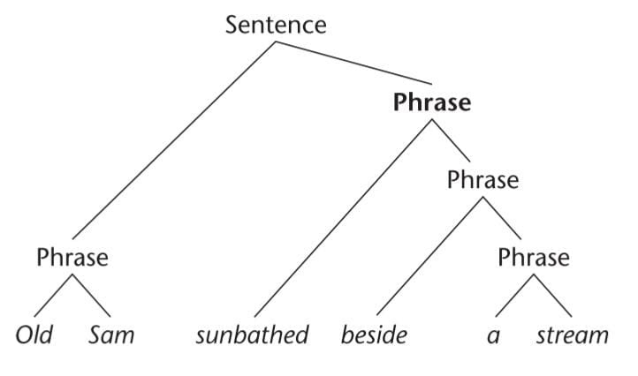 Sentence
Phrase
Phrase
Phrase Phrase
Old Sam sunbathed beside a stream